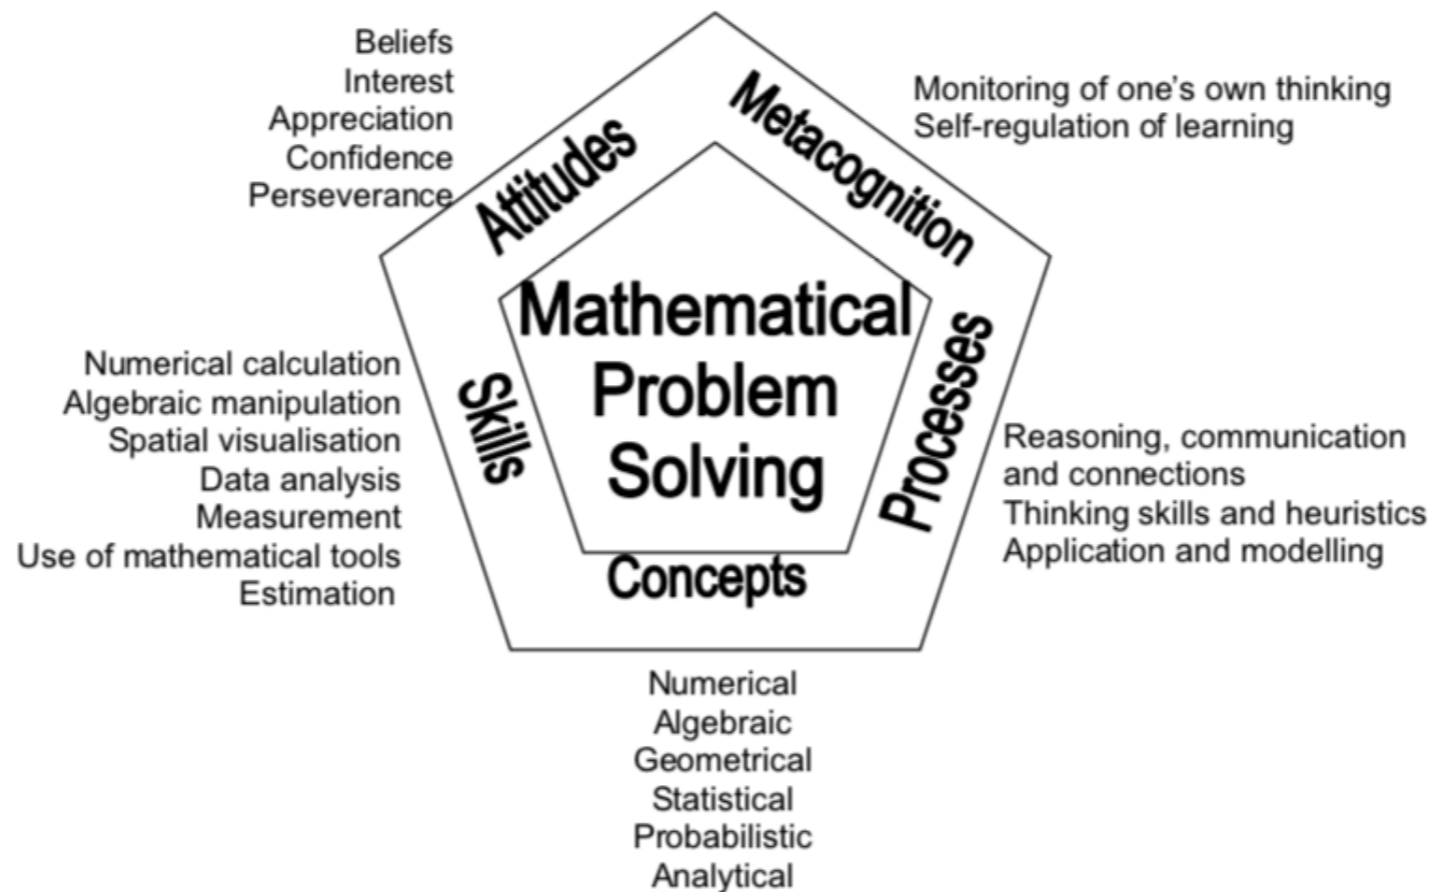 Beliefs
Interest
Appreciation
Confidence
Perseverance
Attitudes
Metacognition
Monitoring of one's own thinking
Self-regulation of learning
Mathematical
Problem
Solving
Skills
Numerical calculation
Algebraic manipulation
Spatial visualisation
Data analysis
Measurement
Use of mathematical tools
Estimation
Processes
Reasoning, communication
and connections
Thinking skills and heuristics
Application and modelling
Concepts
Numerical
Algebraic
Geometrical
Statistical
Probabilistic
Analytical